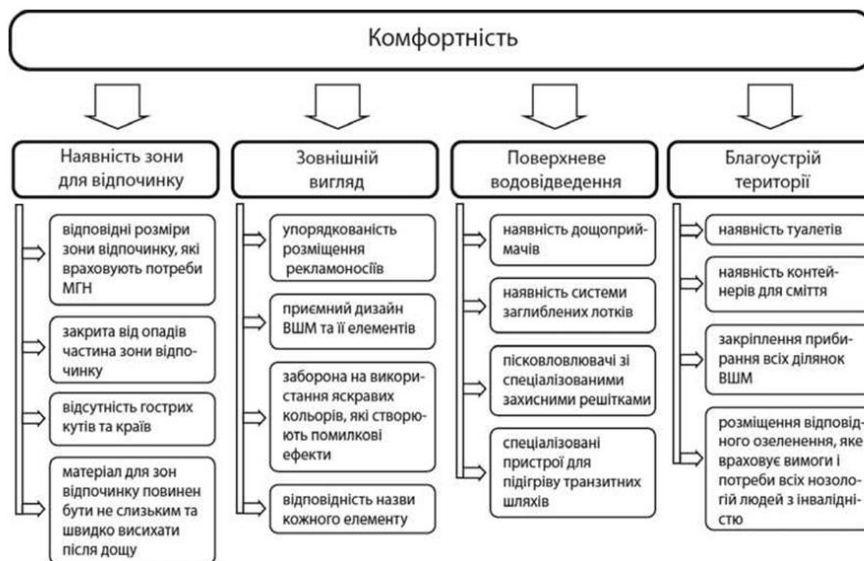 Комфортність
Наявність зони
для відпочинку
відповідні розміри
зони відпочинку, які
враховують потреби
МГН
закрита від опадів
частина зони відпо-
чинку
відсутність гострих
кутів та країв
матеріал для зон
відпочинку повинен
бути не слизьким та
швидко висихати
після дощу
Зовнішній
вигляд
упорядкованість
розміщення
рекламоносіїв
приємний дизайн
ВШМ та її елементів
заборона на викори-
стання яскравих
кольорів, які створю-
ють помилкові
ефекти
відповідність назви
кожного елементу
Поверхневе
водовідведення
наявність дощоприй-
мачів
наявність системи
заглиблених лотків
пісковловлювачі зі
спеціалізованими
захисними решітками
спеціалізовані
пристрої для
підігріву транзитних
шляхів
Благоустрій
території
наявність туалетів
наявність контей-
нерів для сміття
закріплення приби-
рання всіх ділянок
ВШМ
розміщення відповід-
ного озеленення, яке
враховує вимоги і
потреби всіх нозоло-
гій людей з інвалідні-
стю